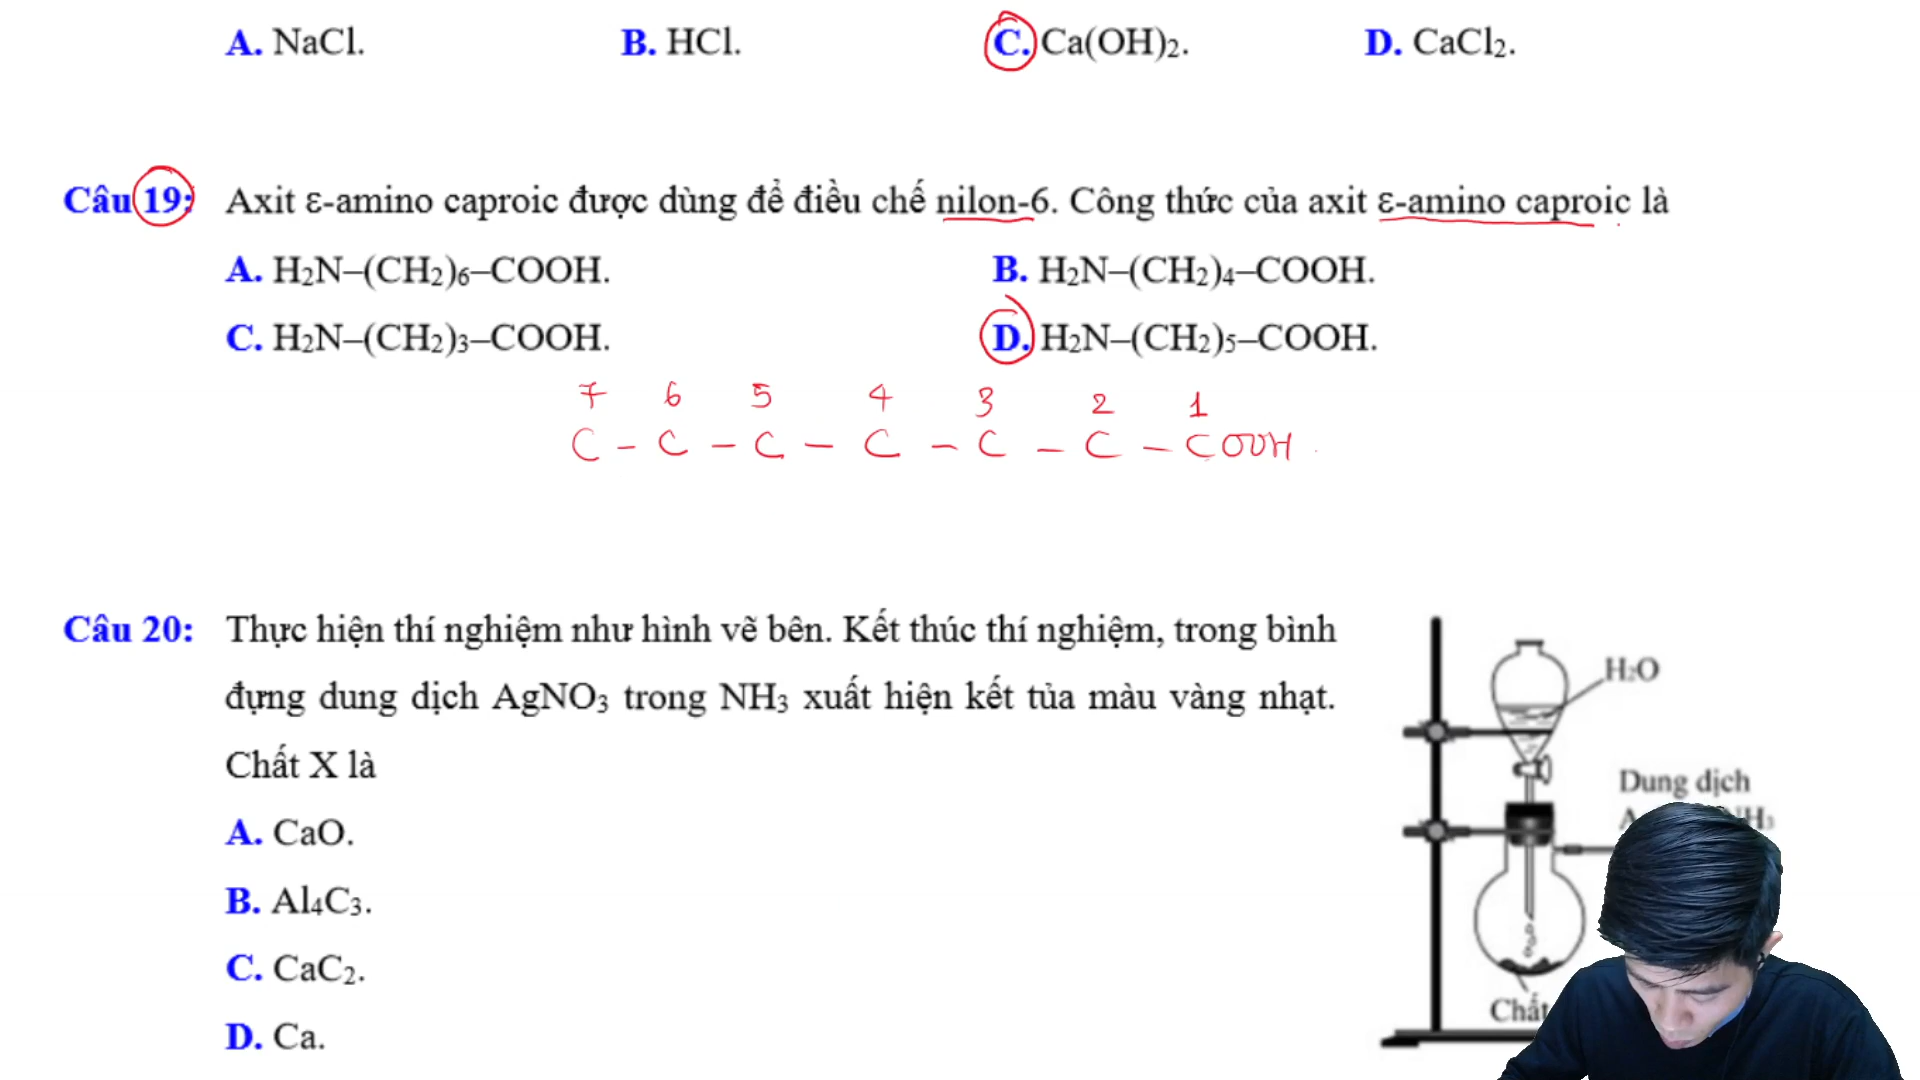 A. NaCl. B. HCl. C. Ca(OH)₂. D. CaCl₂.
Câu 19: Axit ε-amino caproic được dùng để điều chế nilon-6. Công thức của axit ε-amino caproic là
A. H₂N–(CH₂)₆–COOH. B. H₂N–(CH₂)₄–COOH.
C. H₂N–(CH₂)₃–COOH. D. H₂N–(CH₂)₅–COOH.
7 6 5 4 3 2 1
C - C - C - C - C - C - COOH
Câu 20: Thực hiện thí nghiệm như hình vẽ bên. Kết thúc thí nghiệm, trong bình
đựng dung dịch AgNO₃ trong NH₃ xuất hiện kết tủa màu vàng nhạt.
Chất X là
A. CaO.
B. Al₄C₃.
C. CaC₂.
D. Ca.
H₂O
Dung dịch
Chất